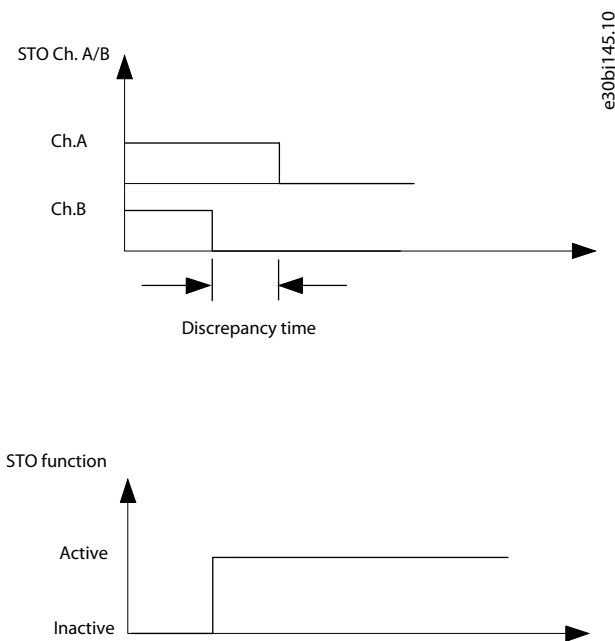 e30bi145.10
STO Ch. A/B
Ch.A
Ch.B
Discrepancy time
STO function
Active
Inactive